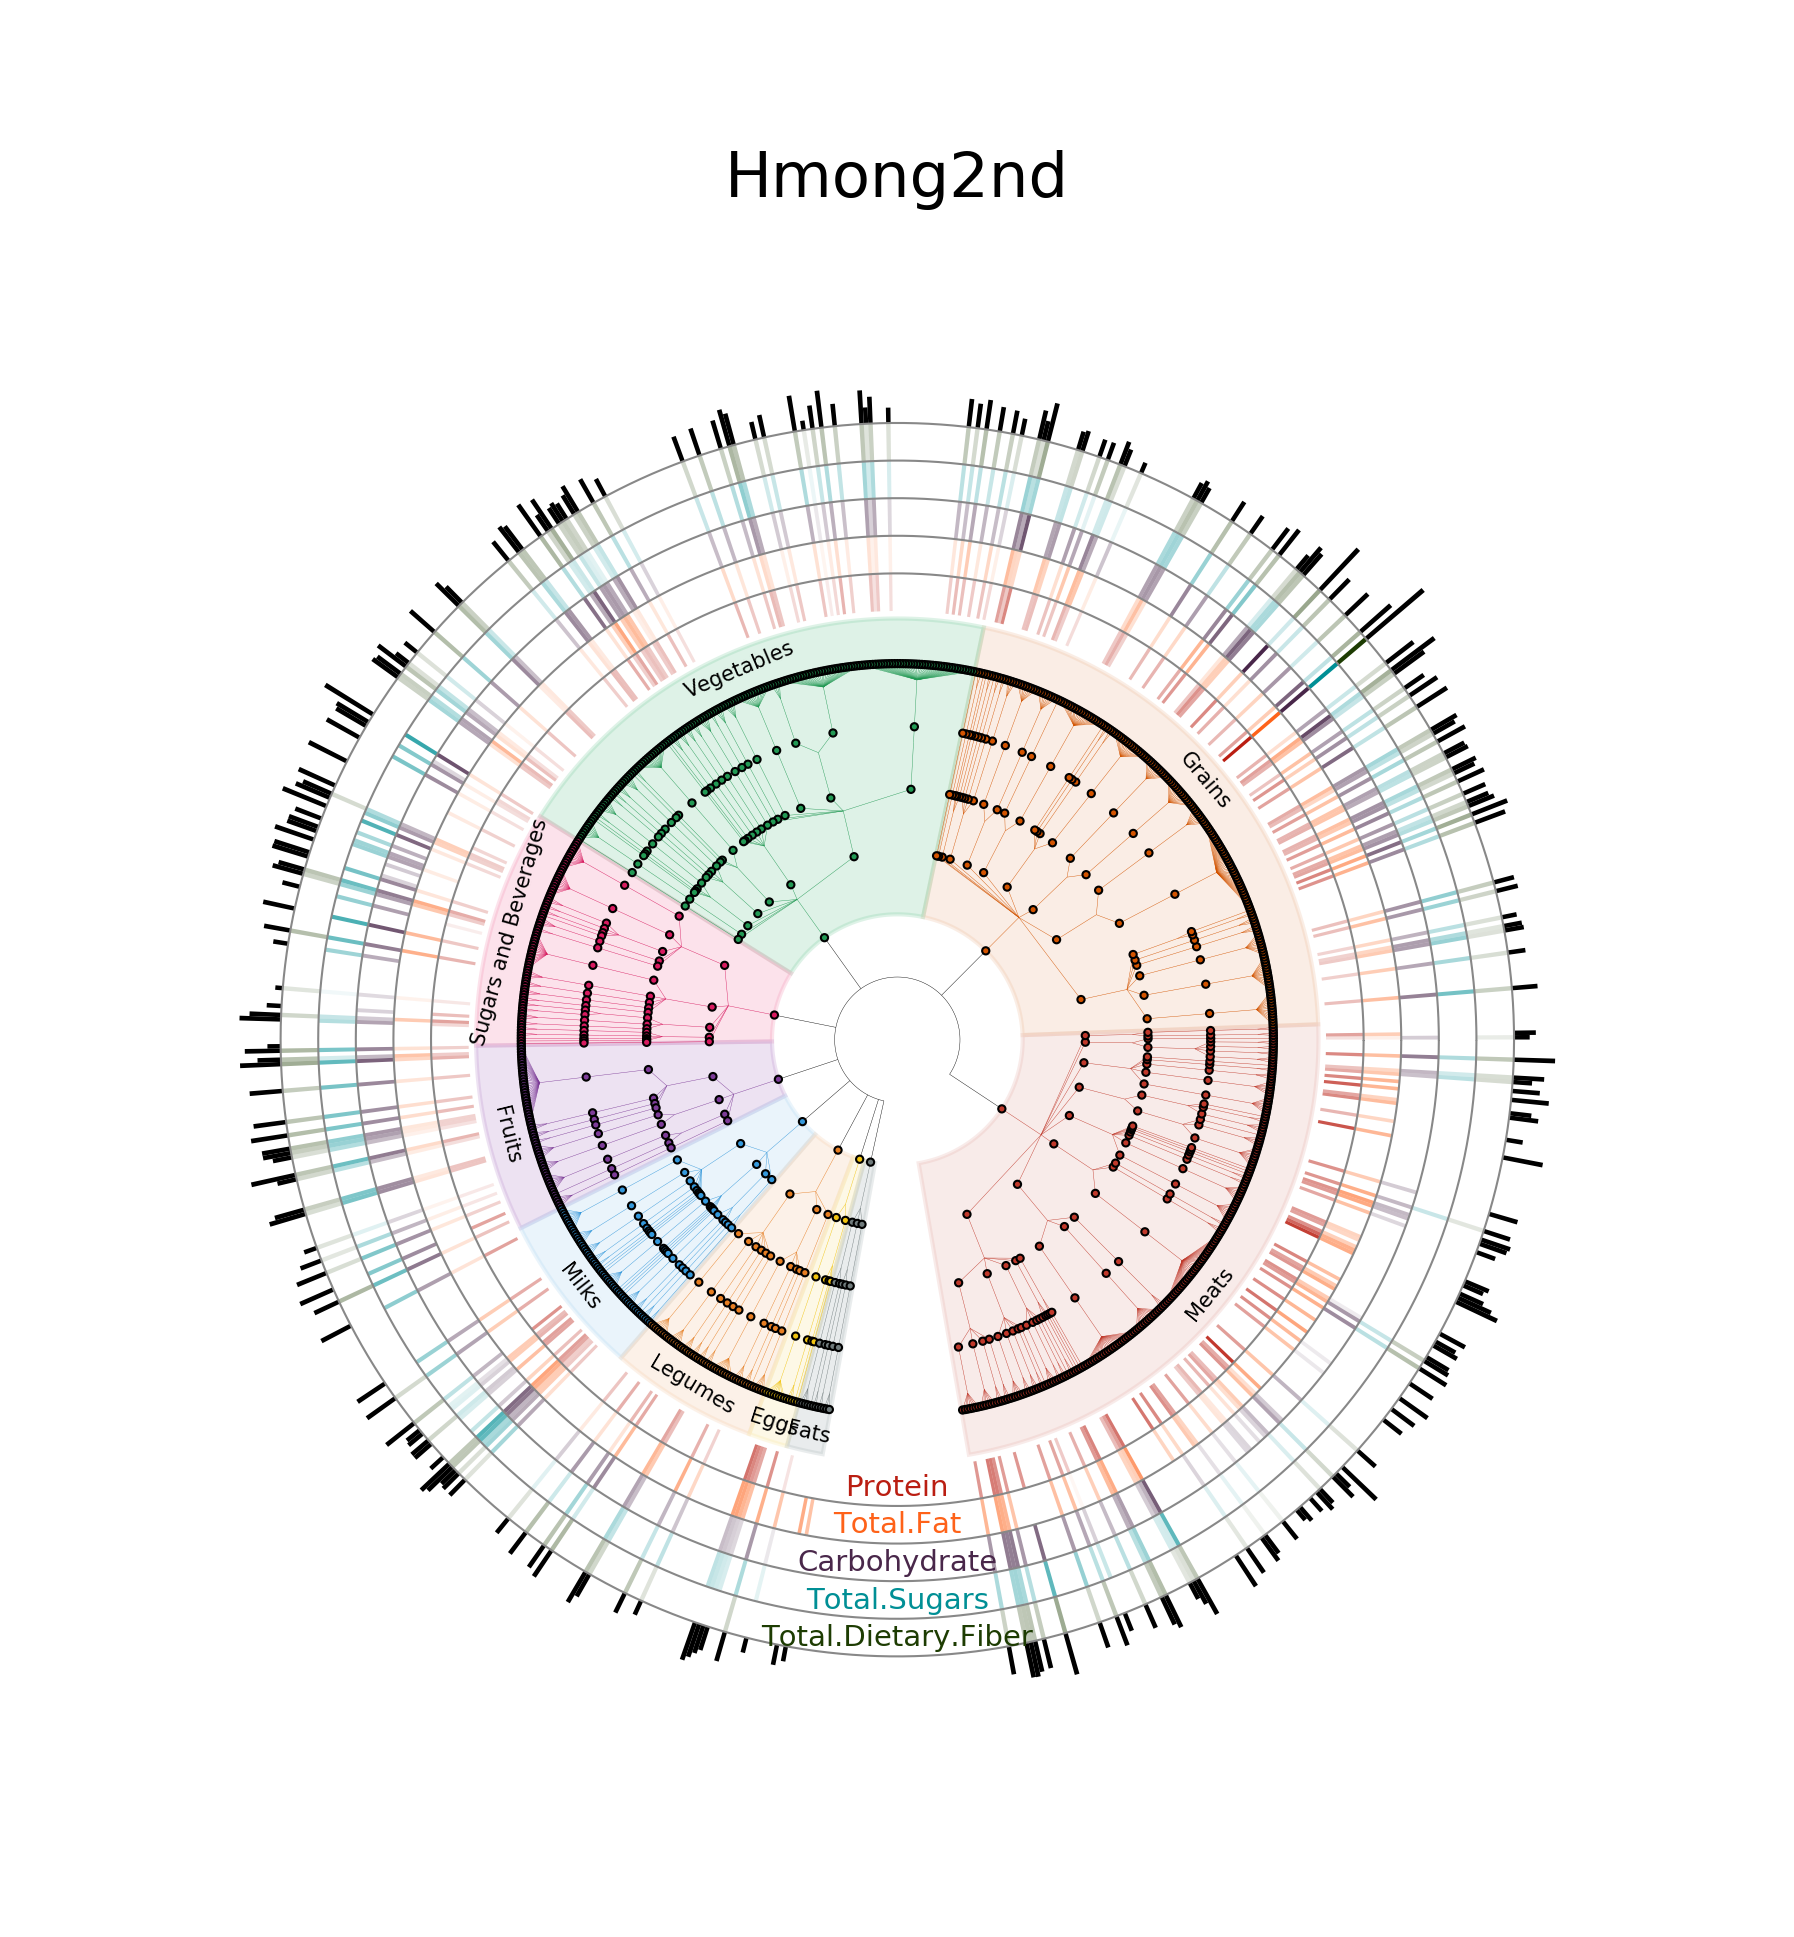 Hmong2nd
Vegetables
Grains
Sugars and Beverages
Fruits
Milks
Legumes
Eggs
Fats
Meats
Protein
Total.Fat
Carbohydrate
Total.Sugars
Total.Dietary.Fiber